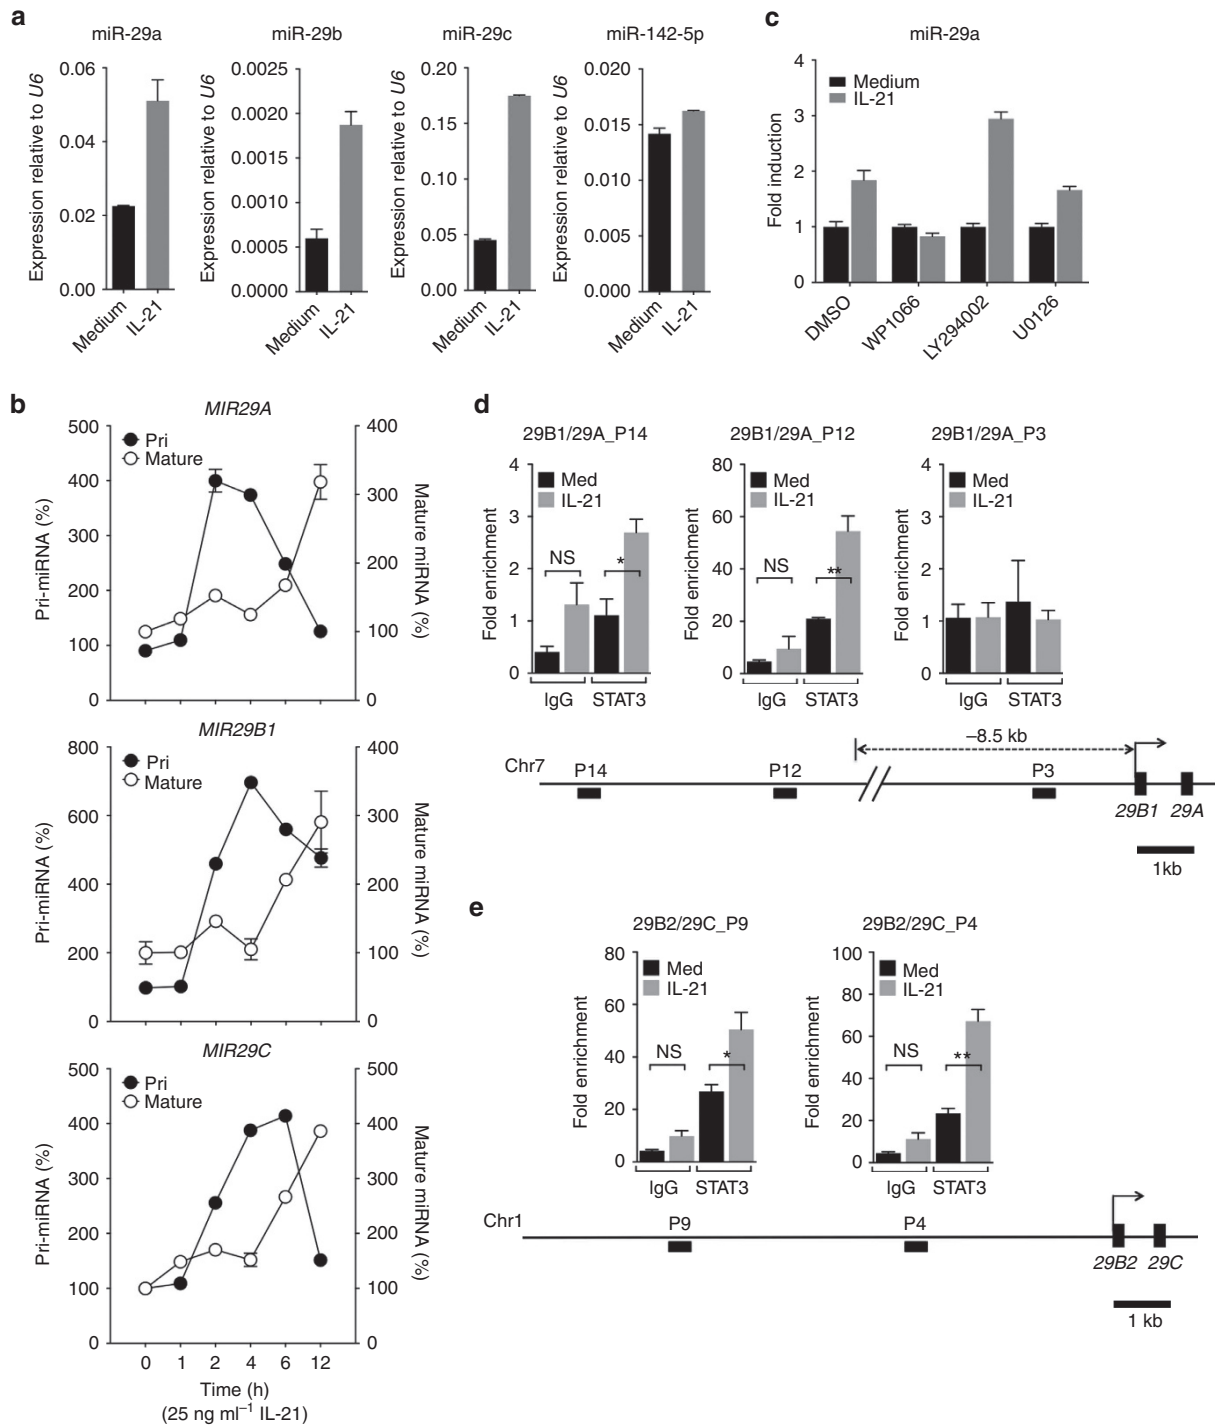 a
miR-29a
miR-29b
miR-29c
miR-142-5p
Expression relative to U6
0.06
0.04
0.02
0.00
Medium
IL-21
Expression relative to U6
0.0025
0.0020
0.0015
0.0010
0.0005
0.0000
Medium
IL-21
Expression relative to U6
0.20
0.15
0.10
0.05
0.00
Medium
IL-21
Expression relative to U6
0.020
0.015
0.010
0.005
0.000
Medium
IL-21
c
miR-29a
Medium
IL-21
Fold induction
4
3
2
1
0
DMSO
WP1066
LY294002
U0126
b
MIR29A
Pri
Mature
Pri-miRNA (%)
500
400
300
200
100
0
400
300
200
100
0
Mature miRNA (%)
MIR29B1
Pri
Mature
Pri-miRNA (%)
800
600
400
200
0
400
300
200
100
0
Mature miRNA (%)
MIR29C
Pri
Mature
Pri-miRNA (%)
500
400
300
200
100
0
500
400
300
200
100
0
Mature miRNA (%)
0 1 2 4 6 12
Time (h)
(25 ng ml⁻¹ IL-21)
d
29B1/29A_P14
Med
IL-21
Fold enrichment
4
3
2
1
0
NS
*
IgG STAT3
29B1/29A_P12
Med
IL-21
Fold enrichment
80
60
40
20
0
NS
**
IgG STAT3
29B1/29A_P3
Med
IL-21
Fold enrichment
4
3
2
1
0
IgG STAT3
–8.5 kb
Chr7
P14
P12
P3
29B1 29A
1kb
e
29B2/29C_P9
Med
IL-21
Fold enrichment
80
60
40
20
0
NS
*
IgG STAT3
29B2/29C_P4
Med
IL-21
Fold enrichment
100
80
60
40
20
0
NS
**
IgG STAT3
Chr1
P9
P4
29B2 29C
1 kb